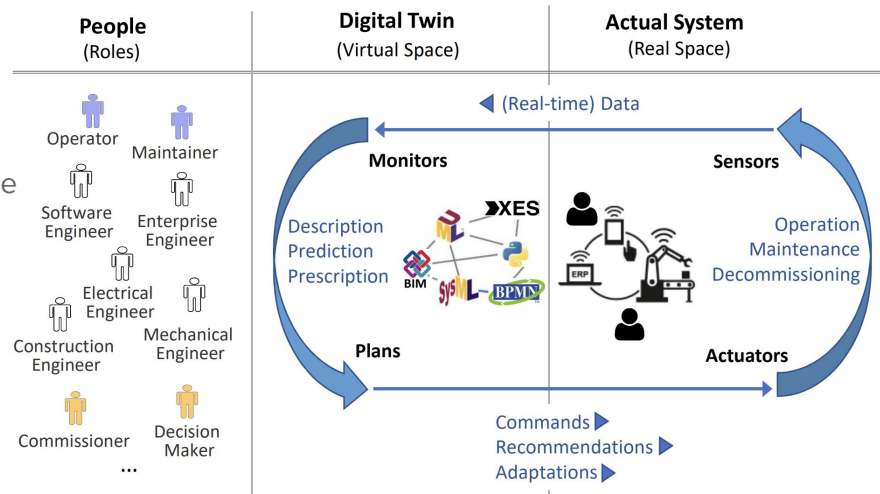 People
(Roles)
Digital Twin
(Virtual Space)
Actual System
(Real Space)
e
Operator
Maintainer
Software
Engineer
Enterprise
Engineer
Electrical
Engineer
Construction
Engineer
Mechanical
Engineer
Commissioner
Decision
Maker
...
(Real-time) Data
Monitors
Sensors
Description
Prediction
Prescription
UML
XES
BIM
sysML
BPMN
ERP
Operation
Maintenance
Decommissioning
Plans
Actuators
Commands
Recommendations
Adaptations